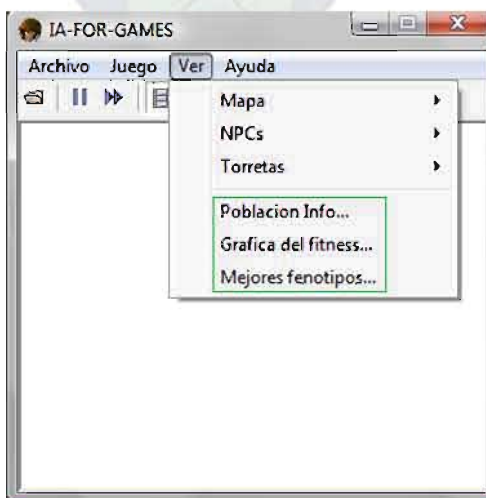 IA-FOR-GAMES
Archivo Juego Ver Ayuda
Mapa
NPCs
Torretas
Poblacion Info...
Grafica del fitness...
Mejores fenotipos...